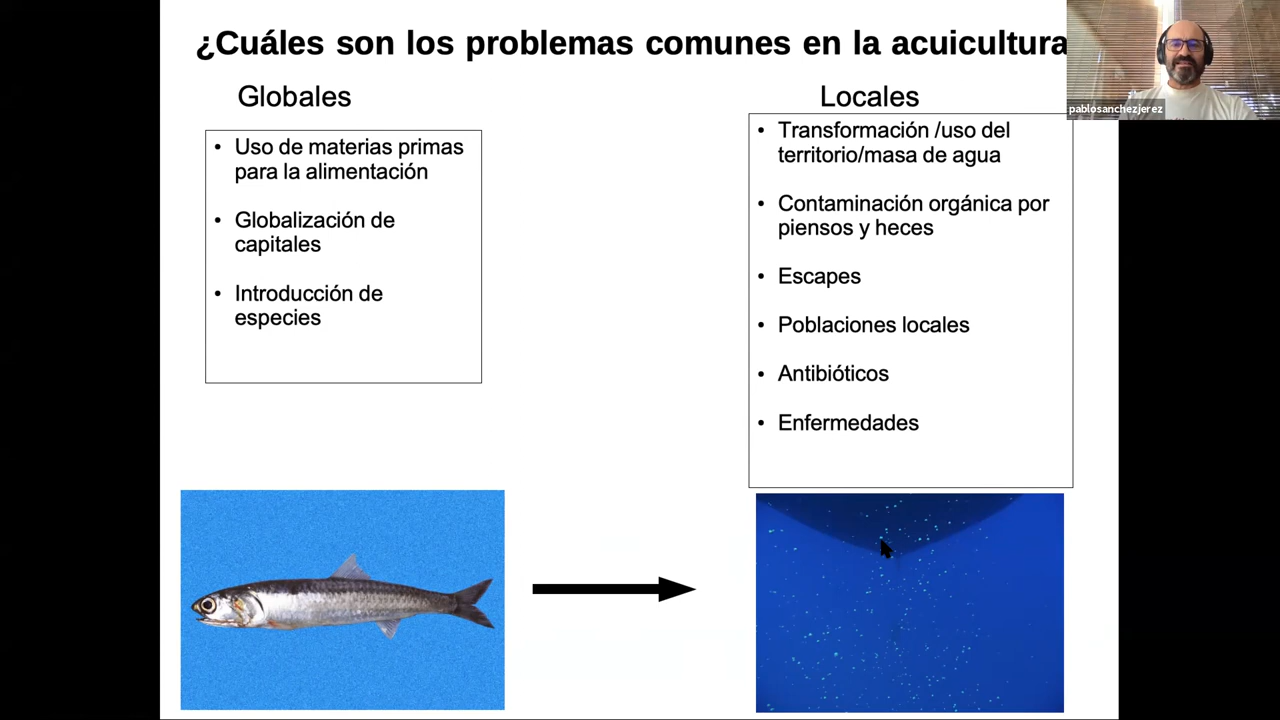 ¿Cuáles son los problemas comunes en la acuicultura
pablosanchezjerez
Globales
• Uso de materias primas
para la alimentación
• Globalización de
capitales
• Introducción de
especies
Locales
• Transformación /uso del
territorio/masa de agua
• Contaminación orgánica por
piensos y heces
• Escapes
• Poblaciones locales
• Antibióticos
• Enfermedades